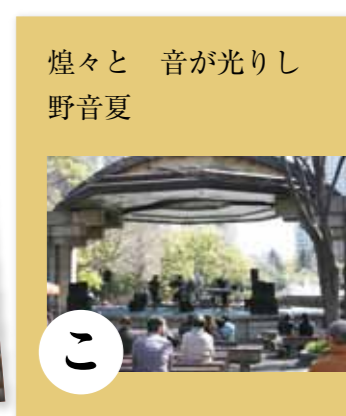 煌々と　音が光りし
野音夏
こ